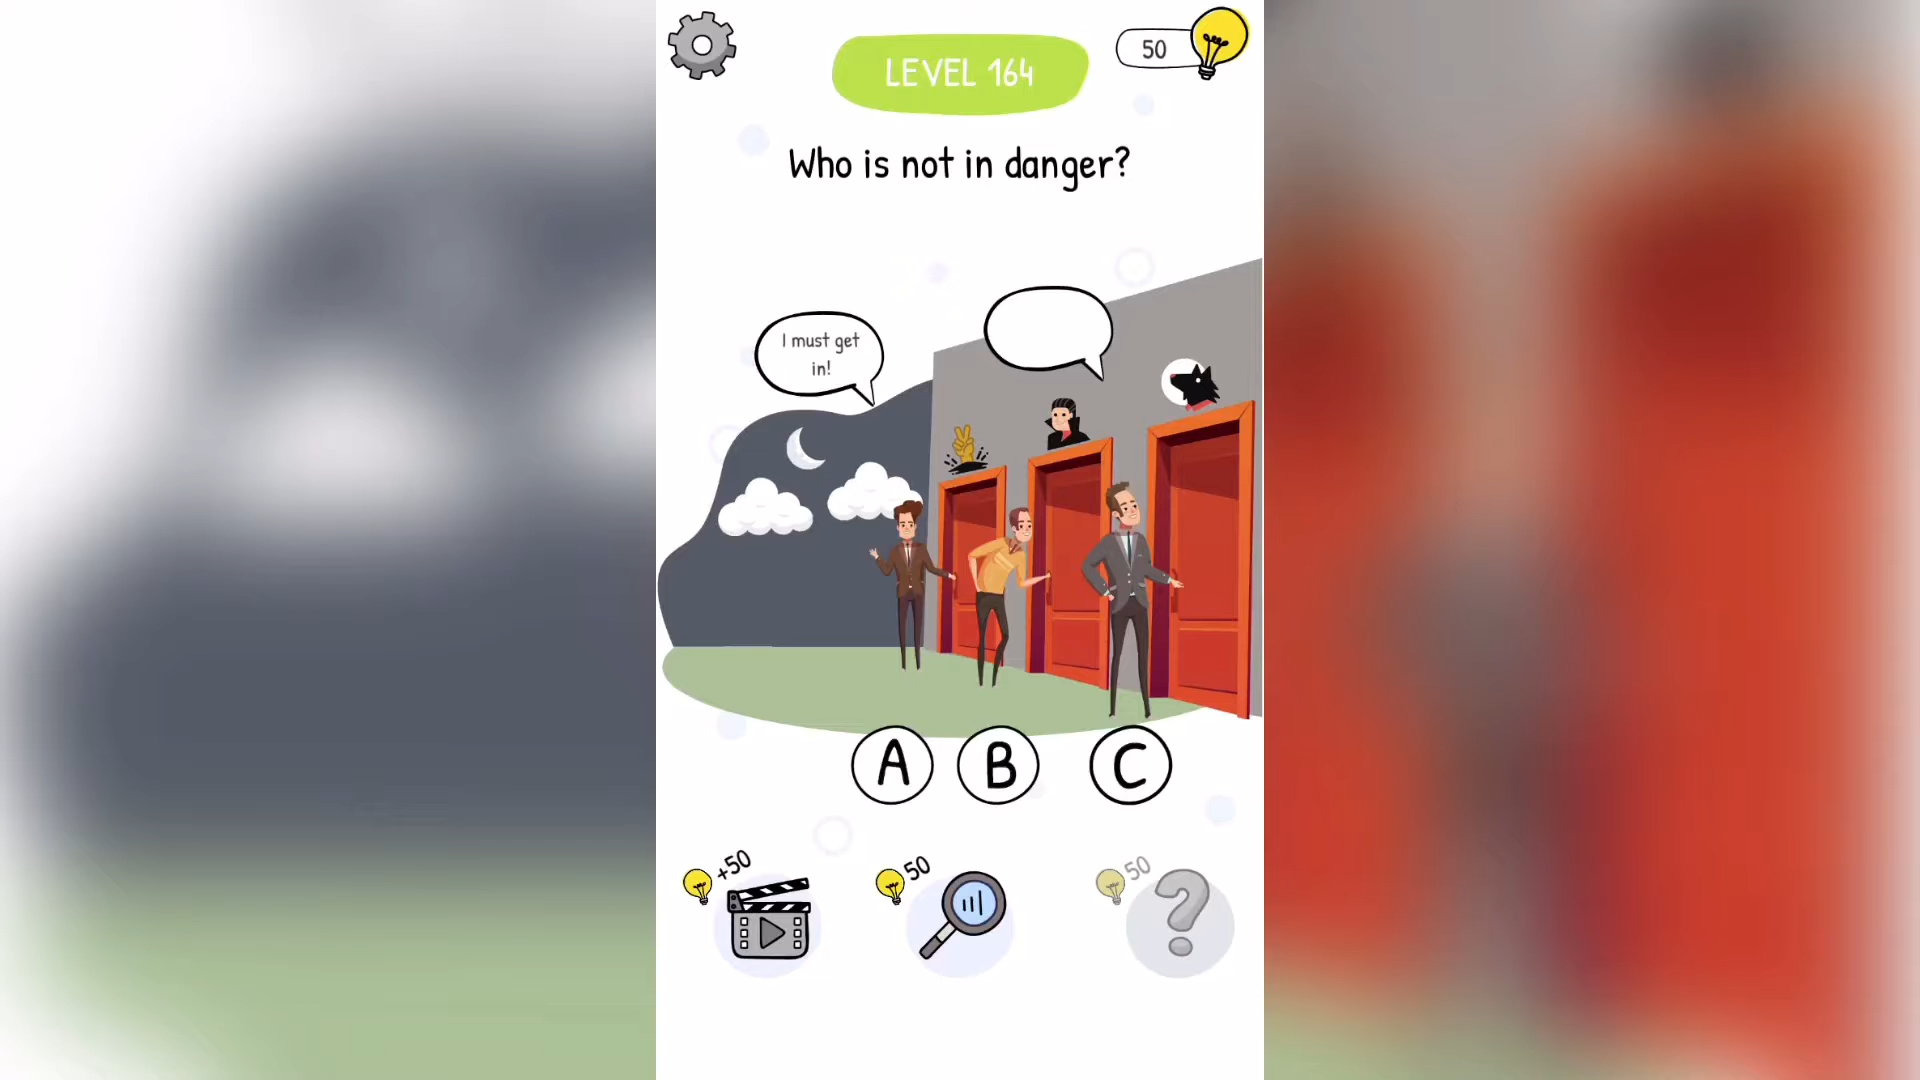 LEVEL 164
50
Who is not in danger?
I must get
in!
A B C
+50
50
50